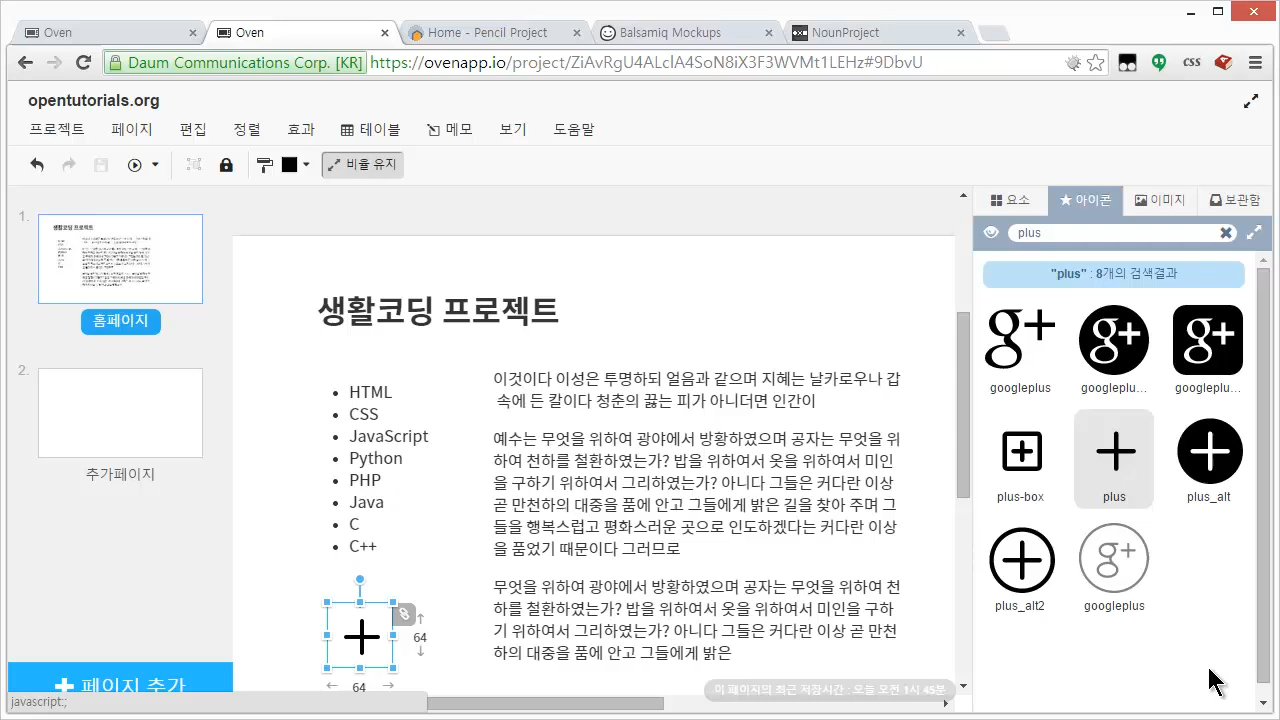 Oven
Oven
Home - Pencil Project
Balsamiq Mockups
NounProject
Daum Communications Corp. [KR]
https://ovenapp.io/project/ZiAvRgU4ALcIA4SoN8iX3F3WVMt1LEHz#9DbvU
css
opentutorials.org
프로젝트 페이지 편집 정렬 효과 테이블 메모 보기 도움말
비율 유지
1.
생활코딩 프로젝트
홈페이지
2.
추가페이지
페이지 추가
javascript:;
생활코딩 프로젝트
HTML
CSS
JavaScript
Python
PHP
Java
C
C++
64
64
이것이다 이성은 투명하되 얼음과 같으며 지혜는 날카로우나 갑
속에 든 칼이다 청춘의 끓는 피가 아니더면 인간이
예수는 무엇을 위하여 광야에서 방황하였으며 공자는 무엇을 위
하여 천하를 철환하였는가? 밥을 위하여서 옷을 위하여서 미인
을 구하기 위하여서 그리하였는가? 아니다 그들은 커다란 이상
곧 만천하의 대중을 품에 안고 그들에게 밝은 길을 찾아 주며 그
들을 행복스럽고 평화스러운 곳으로 인도하겠다는 커다란 이상
을 품었기 때문이다 그러므로
무엇을 위하여 광야에서 방황하였으며 공자는 무엇을 위하여 천
하를 철환하였는가? 밥을 위하여서 옷을 위하여서 미인을 구하
기 위하여서 그리하였는가? 아니다 그들은 커다란 이상 곧 만천
하의 대중을 품에 안고 그들에게 밝은
이 페이지의 최근 저장시간 : 오늘 오전 1시 45분
요소 아이콘 이미지 보관함
plus
"plus" : 8개의 검색결과
googleplus
googleplu...
googleplu...
plus-box
plus
plus_alt
plus_alt2
googleplus